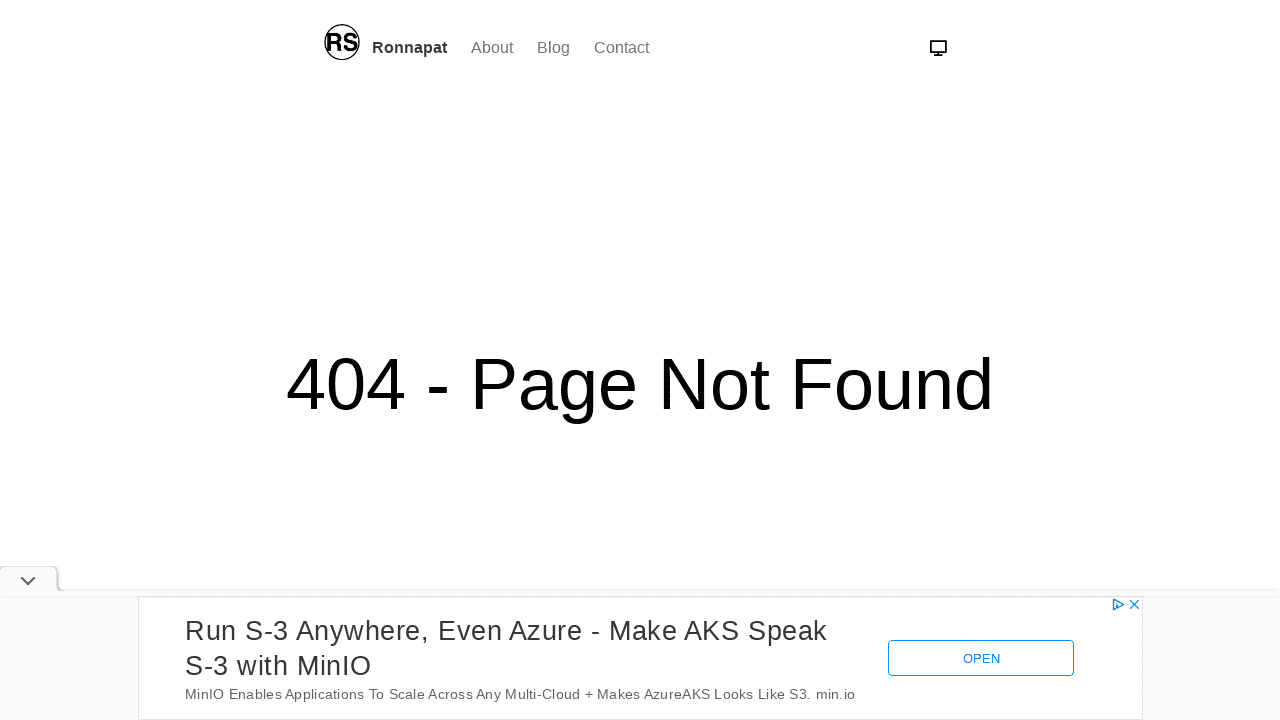 RS Ronnapat About Blog Contact
404 - Page Not Found
Run S-3 Anywhere, Even Azure - Make AKS Speak
S-3 with MinIO
MinIO Enables Applications To Scale Across Any Multi-Cloud + Makes AzureAKS Looks Like S3. min.io
OPEN